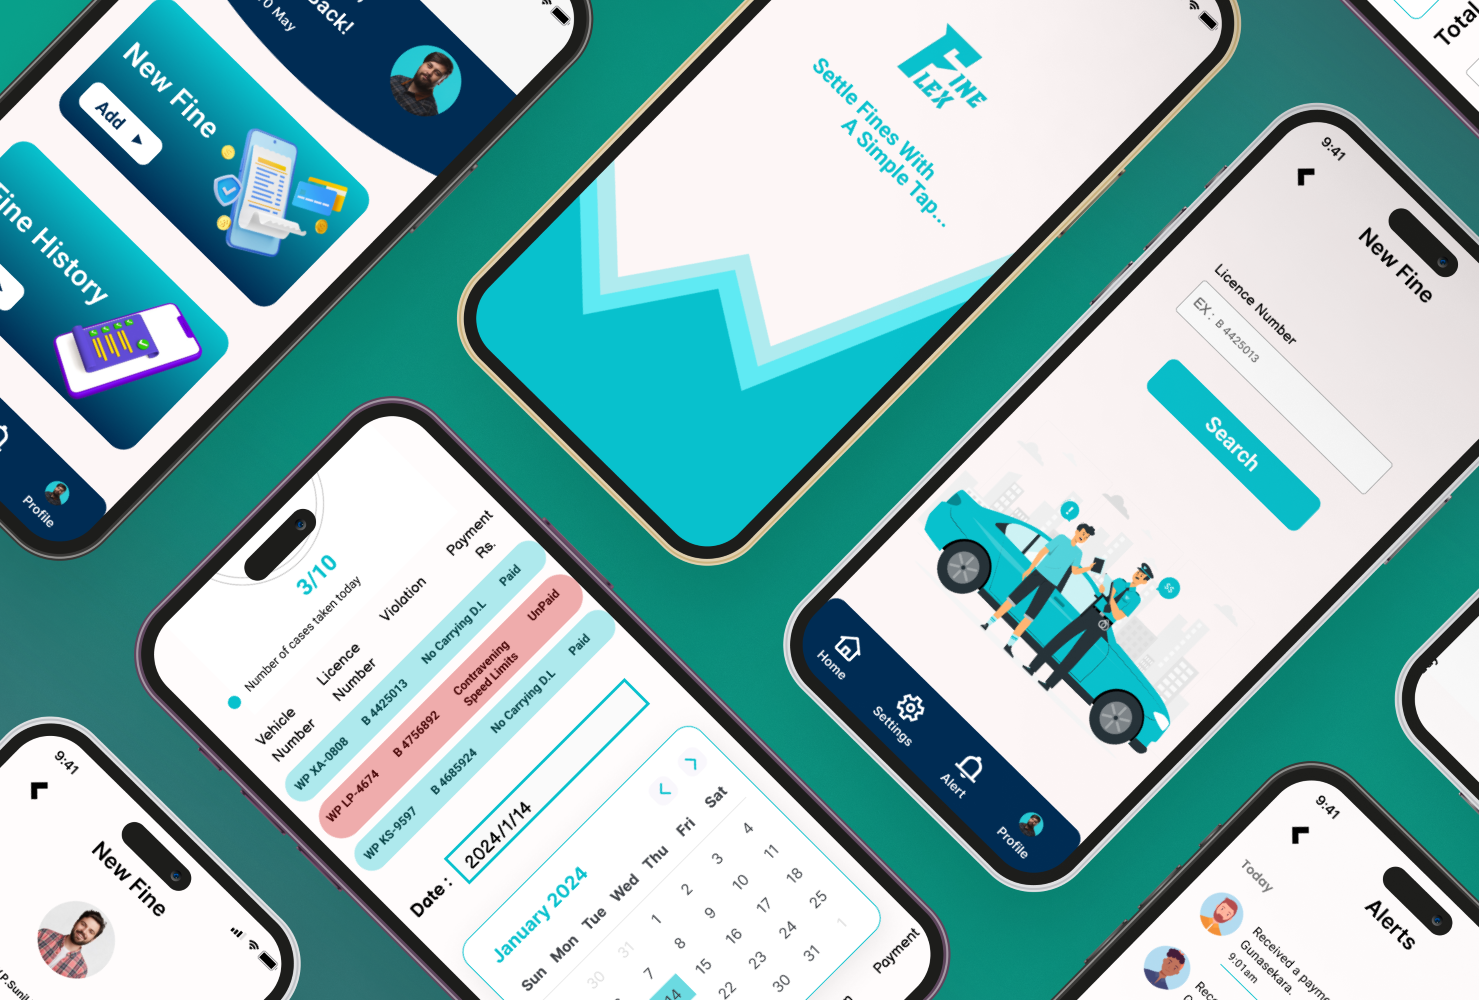 Back!
May
New Fine
Add
Fine History
Profile
FINE
FLEX
Settle Fines With
A Simple Tap...
Total
9:41
New Fine
Licence Number
EX : B 4425013
Search
!
$$
Home
Settings
Alert
Profile
3/10
Number of cases taken today
Vehicle
Number
Licence
Number
Violation
Payment
Rs.
WP XA-0808
B 4425013
No Carrying D.L
Paid
WP LP-4674
B 4756892
Contravening
Speed Limits
UnPaid
WP KS-9597
B 4685924
No Carrying D.L
Paid
Date :
2024/1/14
January 2024
Sun Mon Tue Wed Thu Fri Sat
30 31 1 2 3 4
7 8 9 10 11
14 15 16 17 18
22 23 24 25
30 31 1
Payment
9:41
New Fine
9:41
Alerts
Today
Received a paym
Gunasekara.
9:01am